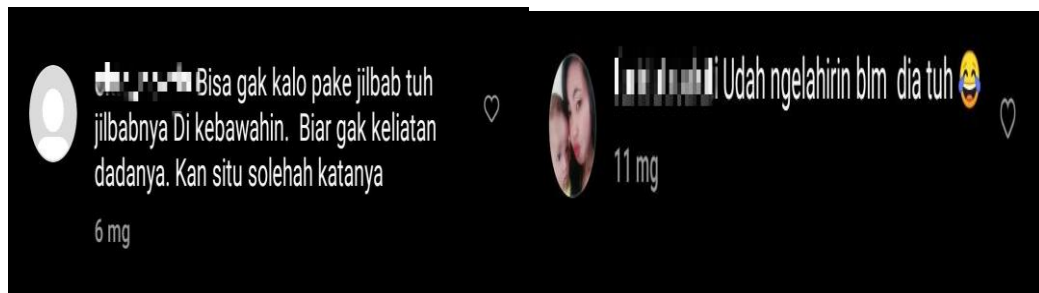 Bisa gak kalo pake jilbab tuh
jilbabnya Di kebawahin. Biar gak keliatan
dadanya. Kan situ solehah katanya
6 mg
Udah ngelahirin blm dia tuh 😂
11 mg